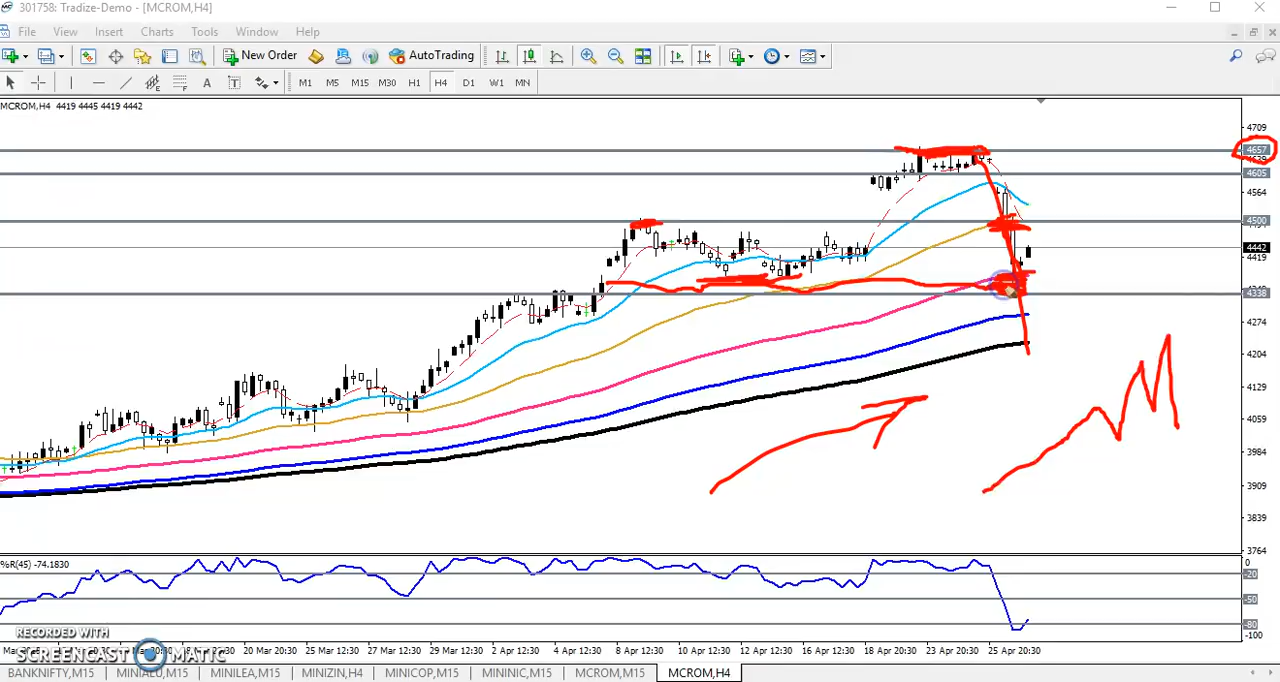 301758: Tradize-Demo - [MCROM,H4]
File View Insert Charts Tools Window Help
New Order AutoTrading
A T M1 M5 M15 M30 H1 H4 D1 W1 MN
MCROM,H4 4419 4445 4419 4442
4709
4657
4605
4564
4500
4442
4419
4338
4274
4204
4129
4059
3984
3909
3839
3764
%R(45) -74.1830
0
-20
-50
-80
-100
RECORDED WITH
SCREENCAST MATIC
20 Mar 20:30 22 Mar 12:30 27 Mar 12:30 29 Mar 20:30 2 Apr 12:30 4 Apr 12:30 8 Apr 12:30 10 Apr 20:30 12 Apr 12:30 16 Apr 12:30 18 Apr 20:30 23 Apr 20:30 25 Apr 20:30
BANKNIFTY,M15 MINIALU,M15 MINILEA,M15 MINIZIN,H4 MINICOP,M15 MININIC,M15 MCROM,M15 MCROM,H4